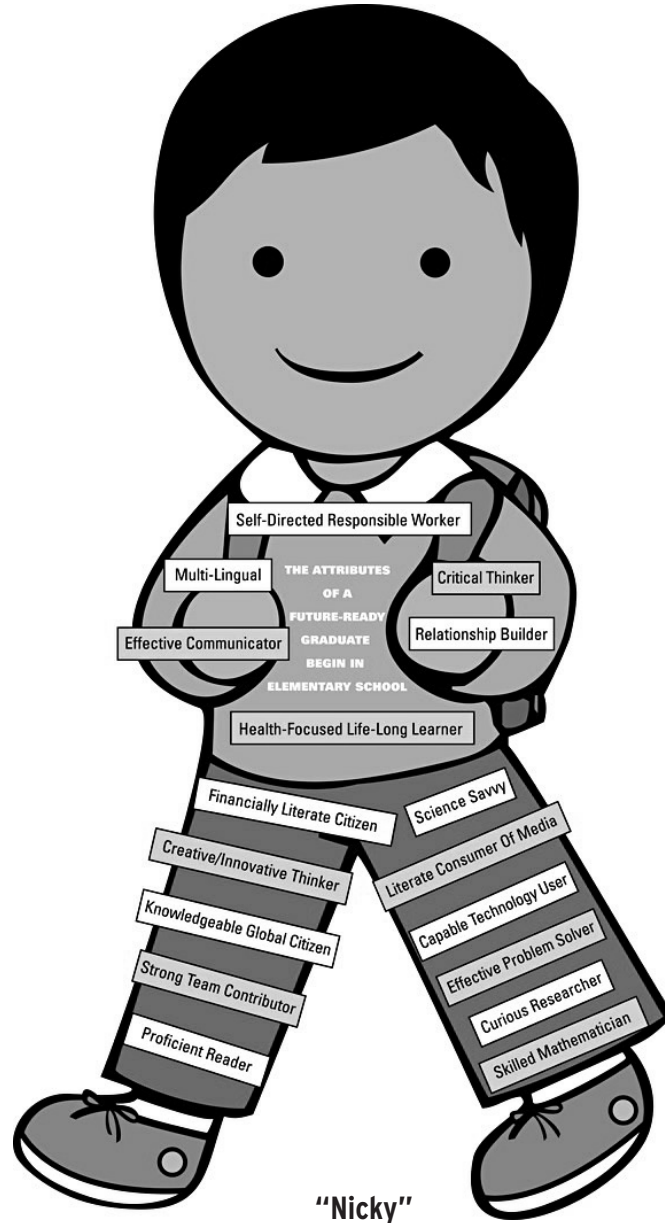 Self-Directed Responsible Worker
Multi-Lingual
THE ATTRIBUTES
OF A
FUTURE-READY
GRADUATE
BEGIN IN
ELEMENTARY SCHOOL
Critical Thinker
Effective Communicator
Relationship Builder
Health-Focused Life-Long Learner
Financially Literate Citizen
Creative/Innovative Thinker
Knowledgeable Global Citizen
Strong Team Contributor
Proficient Reader
Science Savvy
Literate Consumer Of Media
Capable Technology User
Effective Problem Solver
Curious Researcher
Skilled Mathematician
“Nicky”